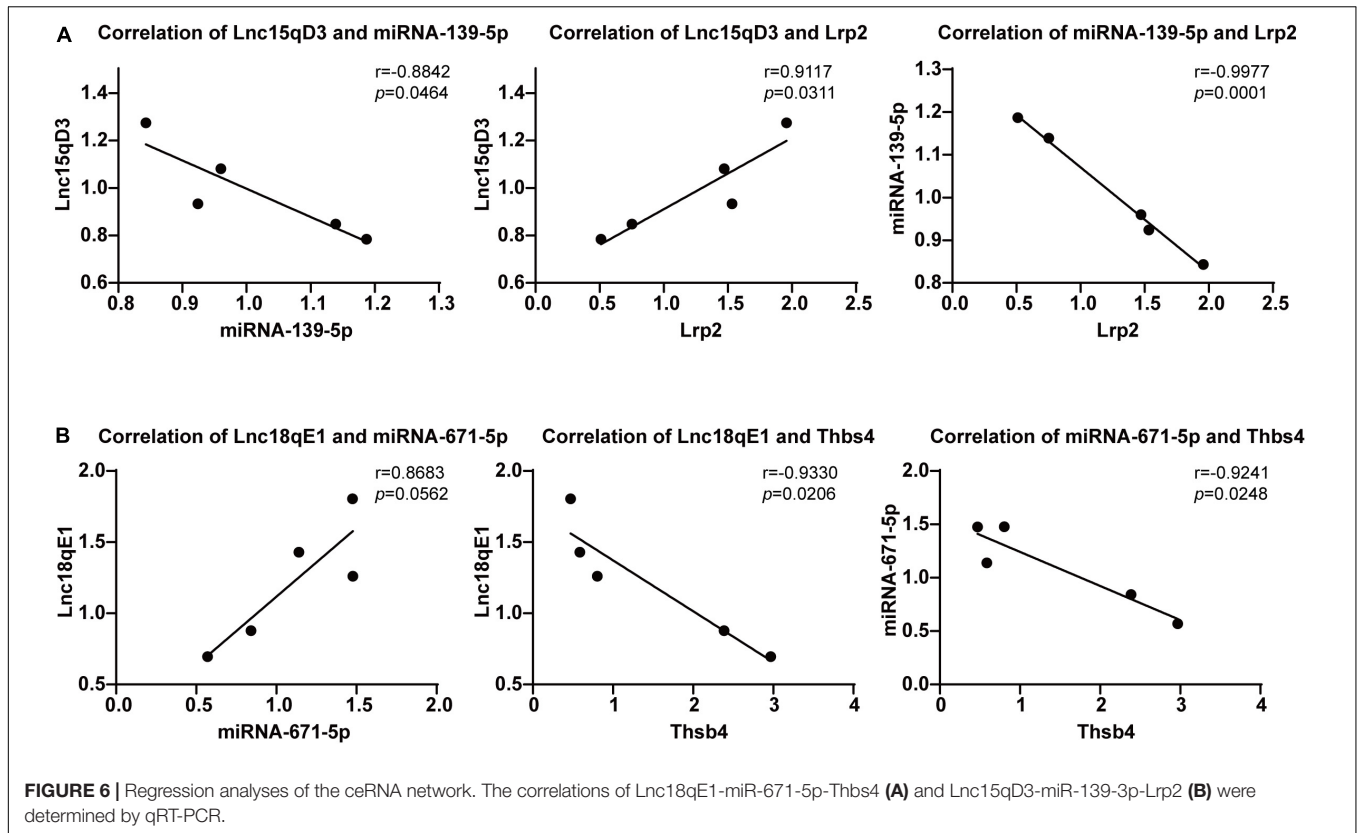 A Correlation of Lnc15qD3 and miRNA-139-5p
r=-0.8842
p=0.0464
Lnc15qD3
1.4
1.2
1.0
0.8
0.6
0.8 0.9 1.0 1.1 1.2 1.3
miRNA-139-5p
Correlation of Lnc15qD3 and Lrp2
r=0.9117
p=0.0311
Lnc15qD3
1.4
1.2
1.0
0.8
0.6
0.0 0.5 1.0 1.5 2.0 2.5
Lrp2
Correlation of miRNA-139-5p and Lrp2
r=-0.9977
p=0.0001
miRNA-139-5p
1.3
1.2
1.1
1.0
0.9
0.8
0.0 0.5 1.0 1.5 2.0 2.5
Lrp2
B Correlation of Lnc18qE1 and miRNA-671-5p
r=0.8683
p=0.0562
Lnc18qE1
2.0
1.5
1.0
0.5
0.0 0.5 1.0 1.5 2.0
miRNA-671-5p
Correlation of Lnc18qE1 and Thbs4
r=-0.9330
p=0.0206
Lnc18qE1
2.0
1.5
1.0
0.5
0 1 2 3 4
Thsb4
Correlation of miRNA-671-5p and Thbs4
r=-0.9241
p=0.0248
miRNA-671-5p
2.0
1.5
1.0
0.5
0.0
0 1 2 3 4
Thsb4
FIGURE 6 | Regression analyses of the ceRNA network. The correlations of Lnc18qE1-miR-671-5p-Thbs4 (A) and Lnc15qD3-miR-139-3p-Lrp2 (B) were
determined by qRT-PCR.